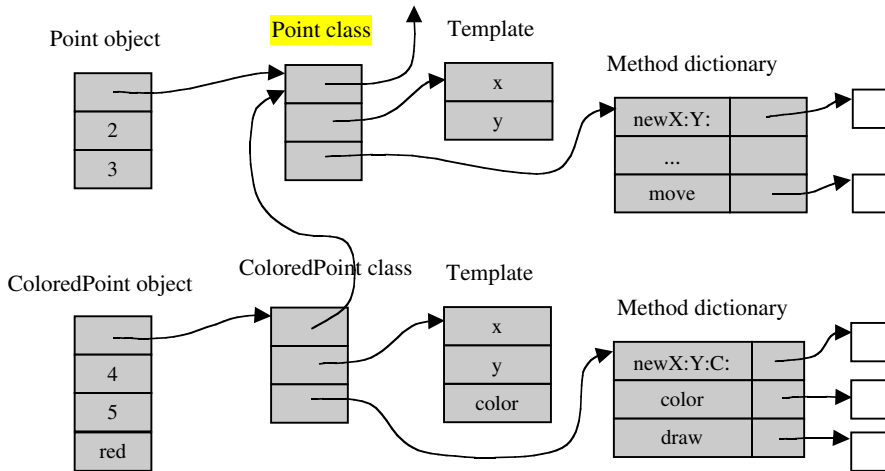 Point object
Point class
Template
Method dictionary
2
3
x
y
newX:Y:
...
move
ColoredPoint object
ColoredPoint class
Template
Method dictionary
4
5
red
x
y
color
newX:Y:C:
color
draw